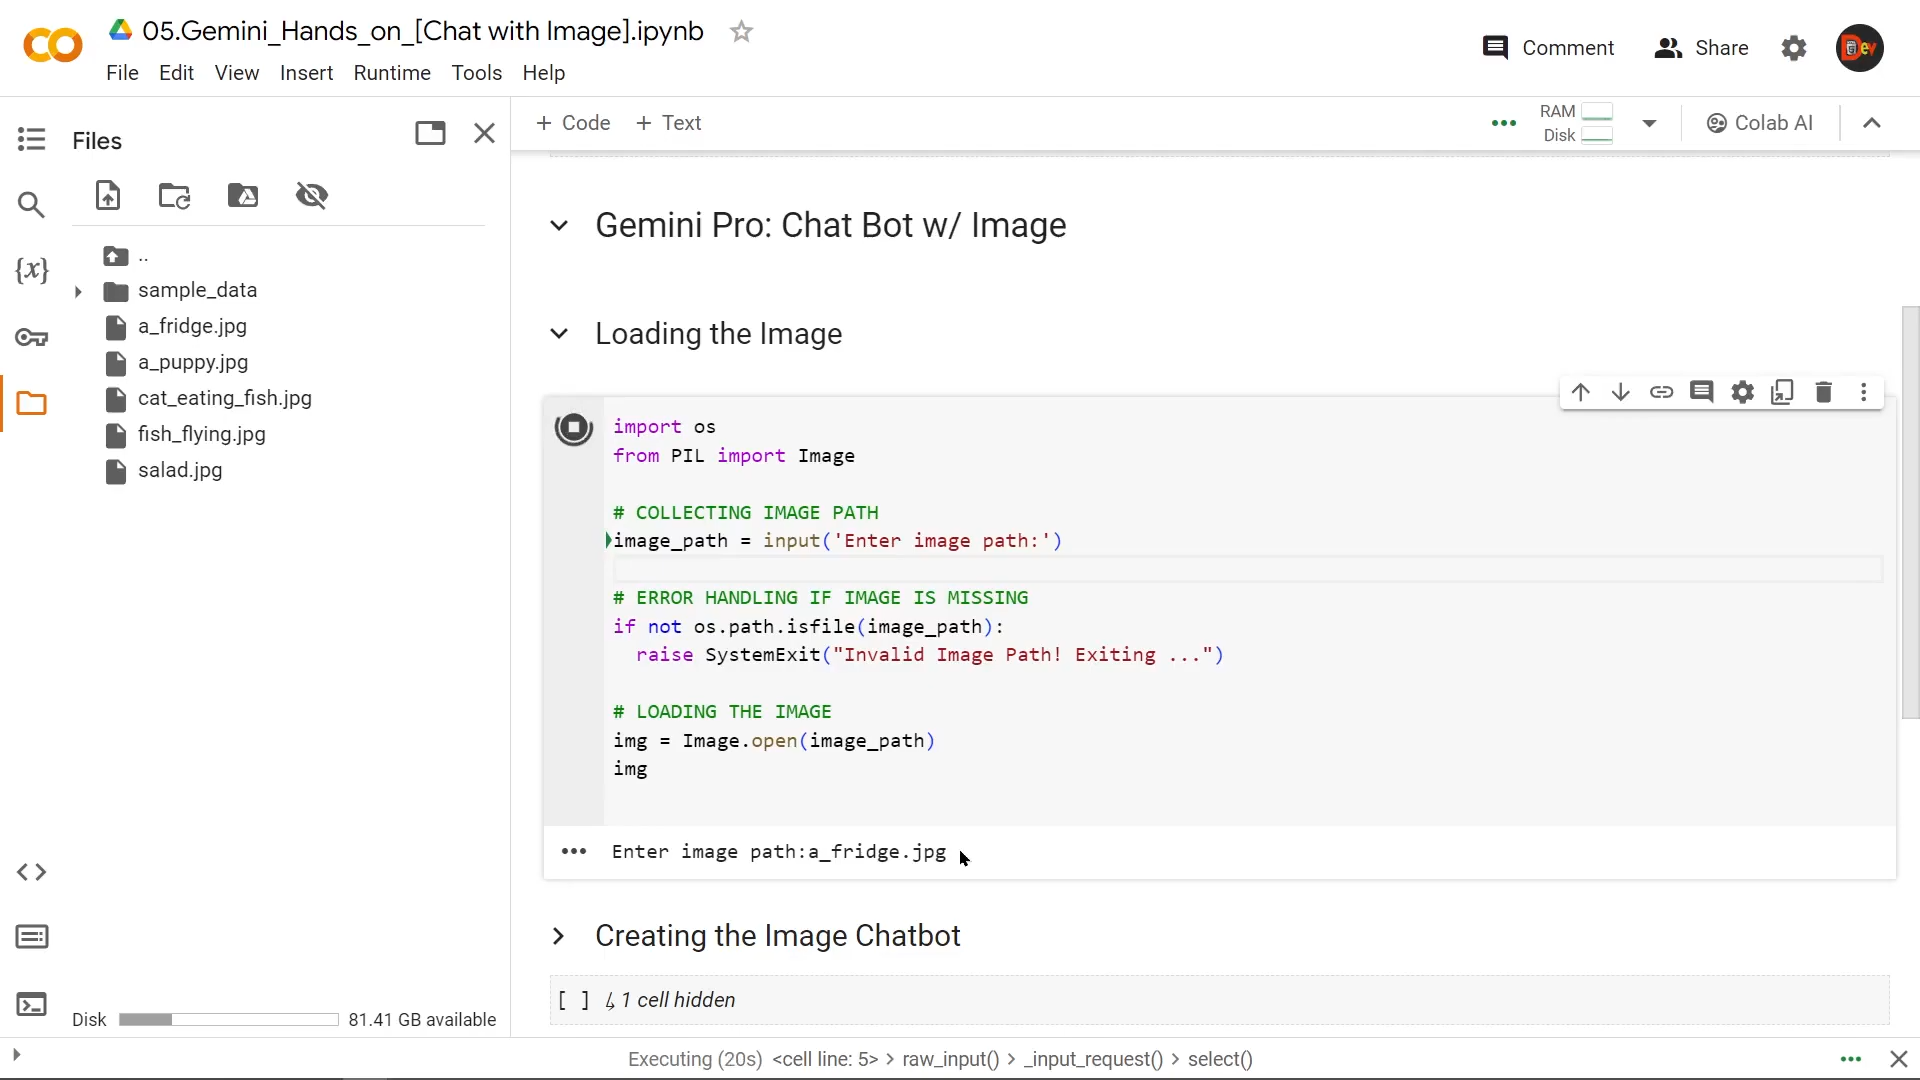 05.Gemini_Hands_on_[Chat with Image].ipynb
File Edit View Insert Runtime Tools Help
Comment Share
Dev
Files
+ Code + Text
RAM
Disk
Colab AI
..
sample_data
a_fridge.jpg
a_puppy.jpg
cat_eating_fish.jpg
fish_flying.jpg
salad.jpg
{x}
Disk 81.41 GB available
Gemini Pro: Chat Bot w/ Image
Loading the Image
import os
from PIL import Image
# COLLECTING IMAGE PATH
image_path = input('Enter image path:')
# ERROR HANDLING IF IMAGE IS MISSING
if not os.path.isfile(image_path):
raise SystemExit("Invalid Image Path! Exiting ...")
# LOADING THE IMAGE
img = Image.open(image_path)
img
Enter image path:a_fridge.jpg
Creating the Image Chatbot
[ ] ↳ 1 cell hidden
Executing (20s) <cell line: 5> > raw_input() > _input_request() > select()